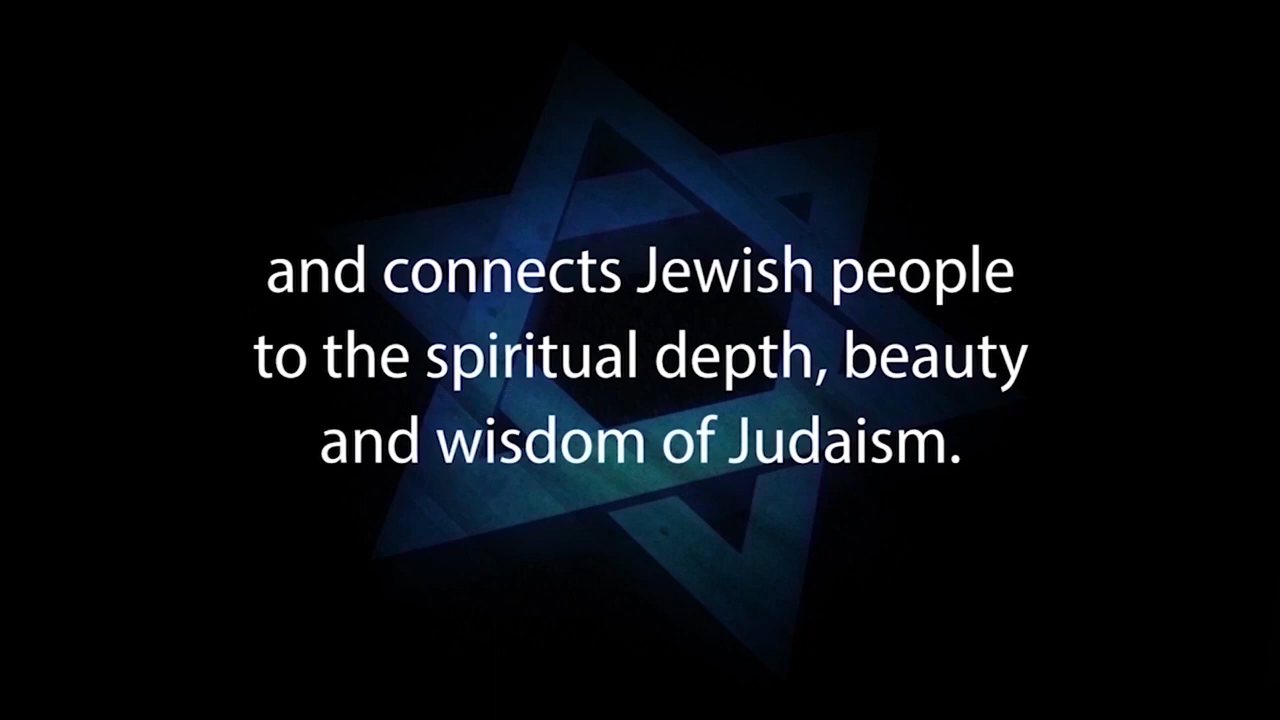 and connects Jewish people
to the spiritual depth, beauty
and wisdom of Judaism.